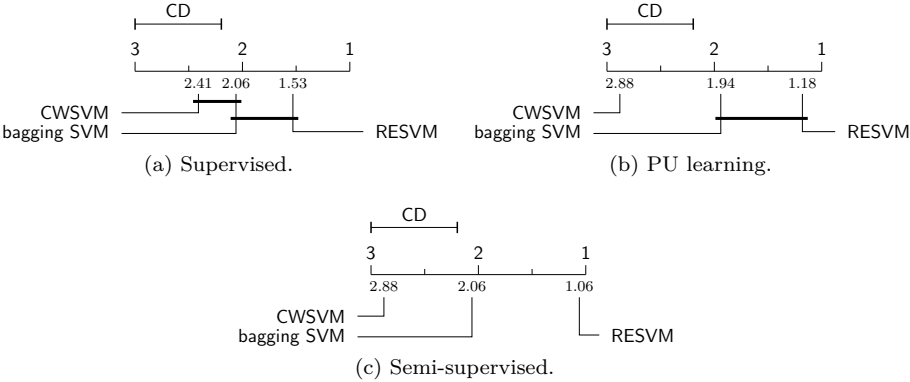 CD
3 2 1
2.41 2.06 1.53
CWSVM
bagging SVM
RESVM
(a) Supervised.
CD
3 2 1
2.88 1.94 1.18
CWSVM
bagging SVM
RESVM
(b) PU learning.
CD
3 2 1
2.88 2.06 1.06
CWSVM
bagging SVM
RESVM
(c) Semi-supervised.